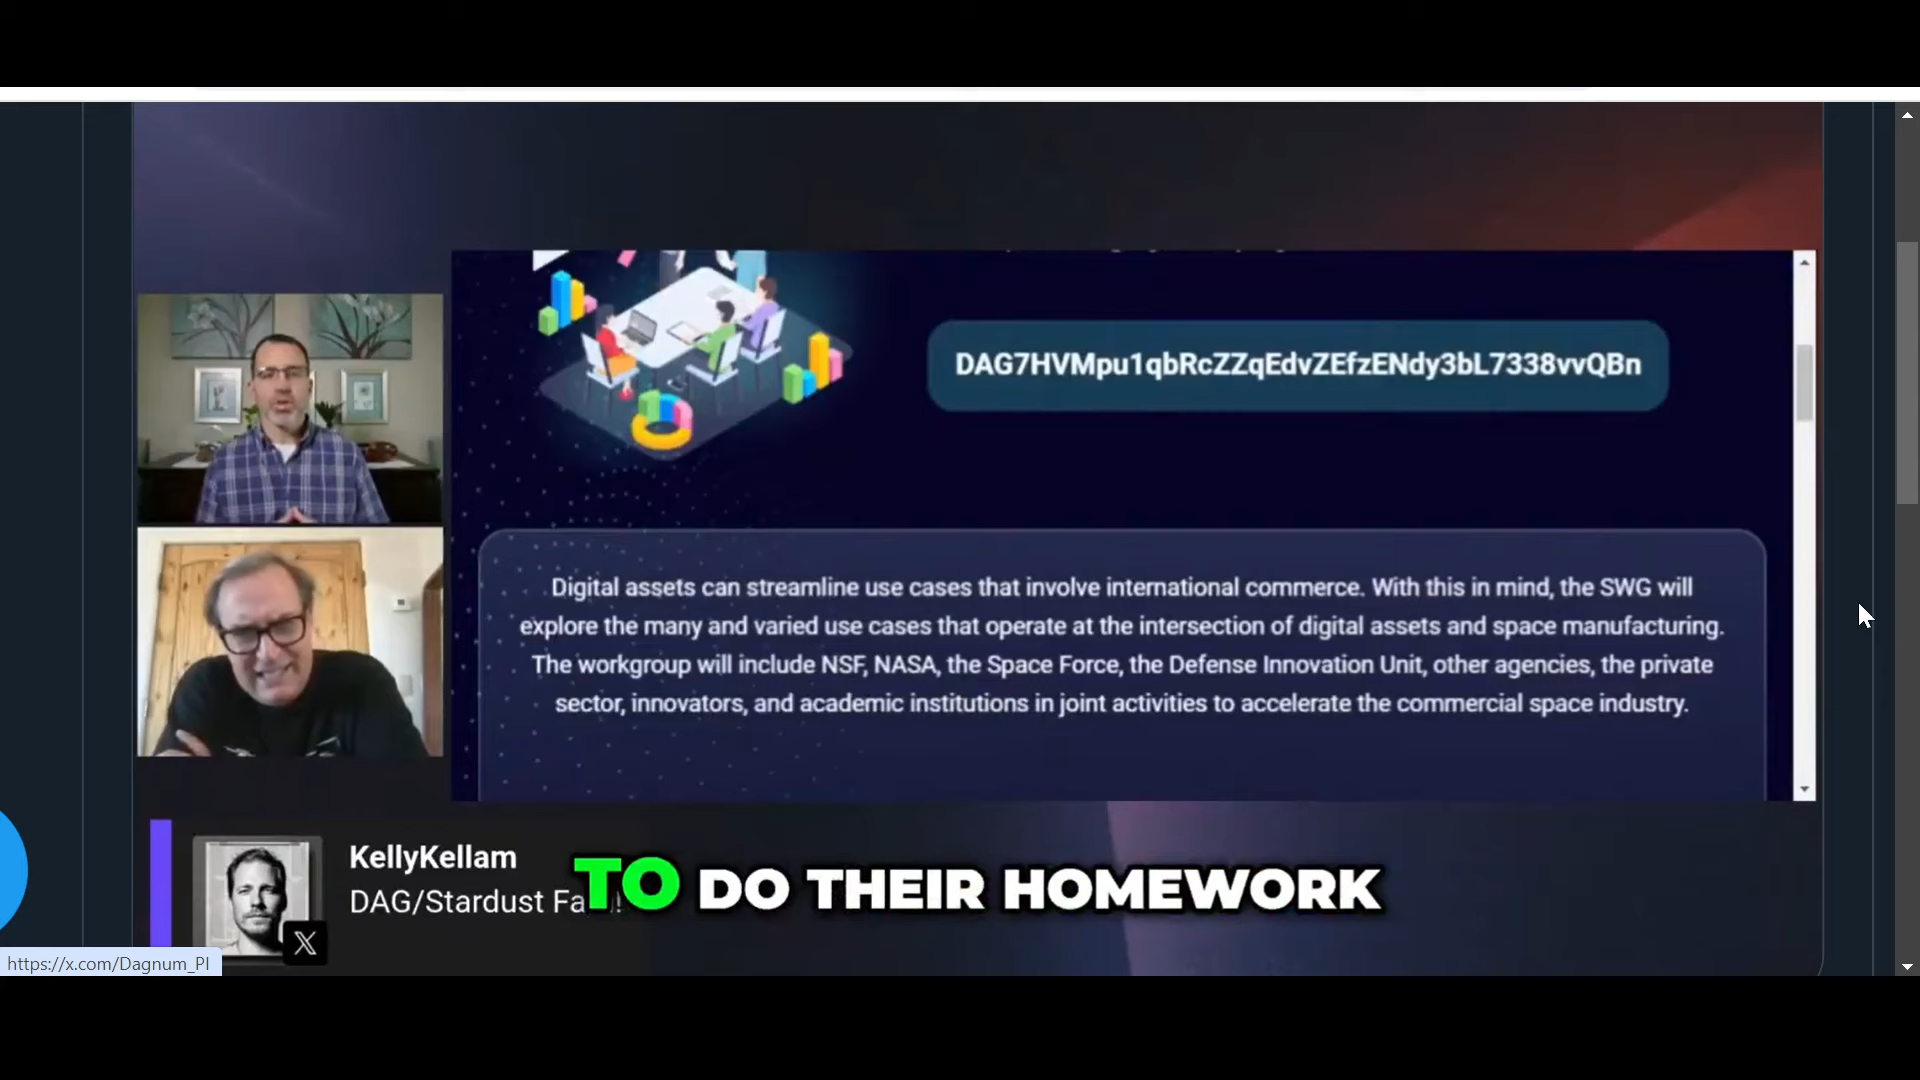 DAG7HVMpu1qbRcZZqEdvZEfzENdy3bL7338vvQBn
Digital assets can streamline use cases that involve international commerce. With this in mind, the SWG will
explore the many and varied use cases that operate at the intersection of digital assets and space manufacturing.
The workgroup will include NSF, NASA, the Space Force, the Defense Innovation Unit, other agencies, the private
sector, innovators, and academic institutions in joint activities to accelerate the commercial space industry.
KellyKellam
DAG/Stardust
TO DO THEIR HOMEWORK
X
https://x.com/Dagnum_PI